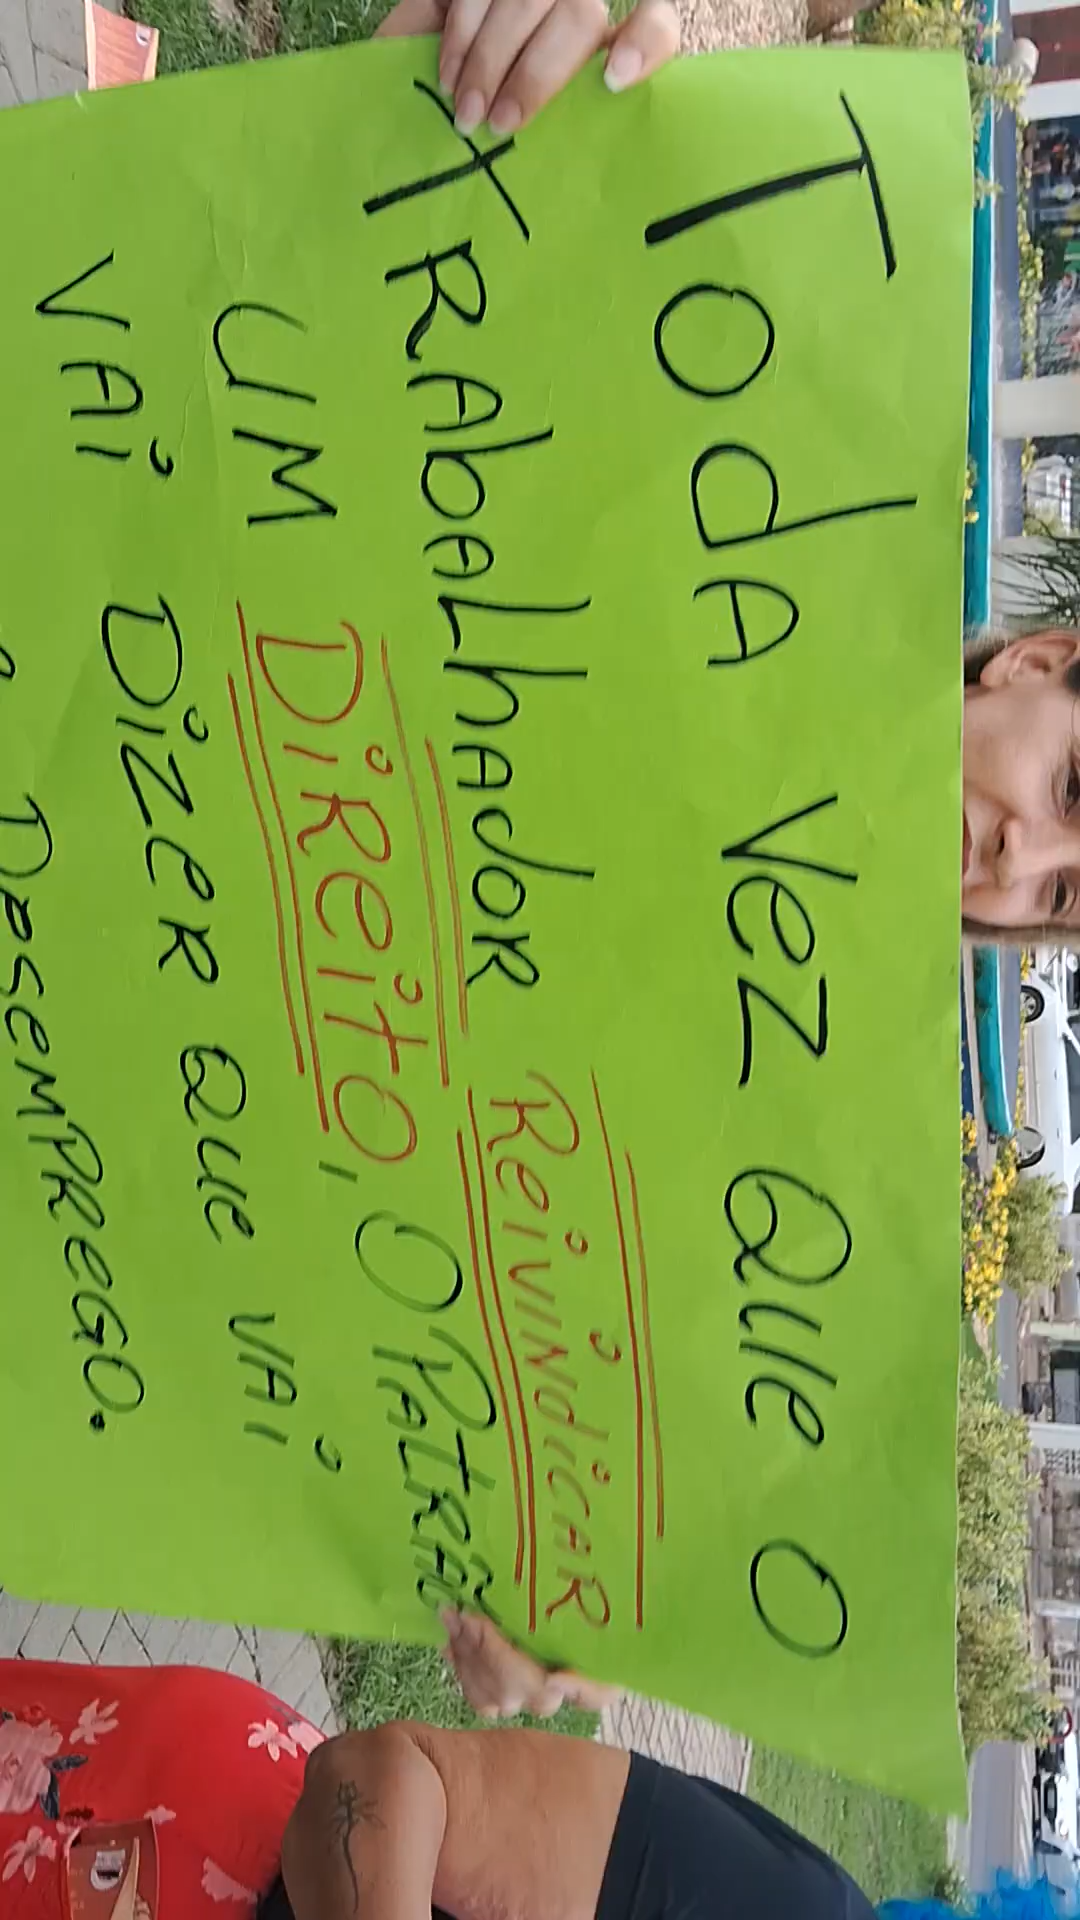 Toda Vez Que O
Trabalhador Reivindicar
um Direito, O Patrão
vai Dizer Que vai
Desemprego.